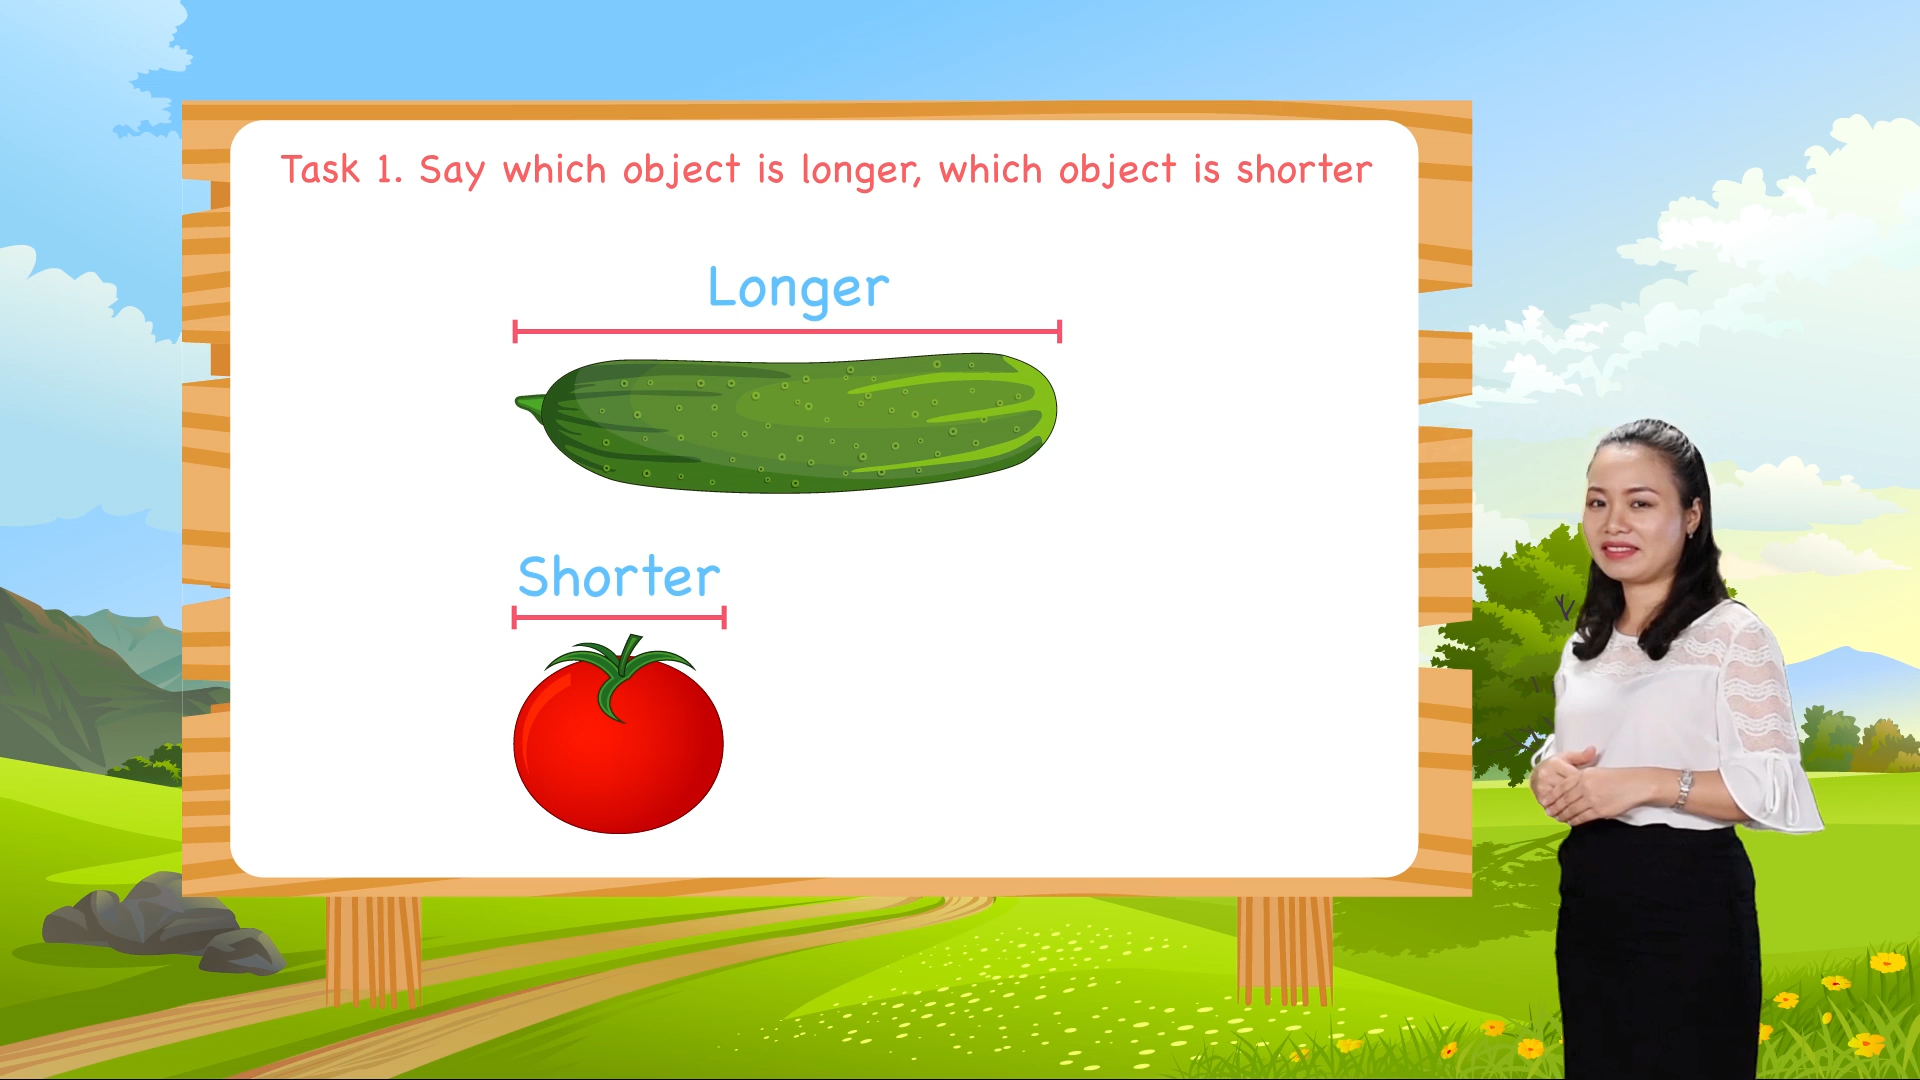 Task 1. Say which object is longer, which object is shorter
Longer
Shorter